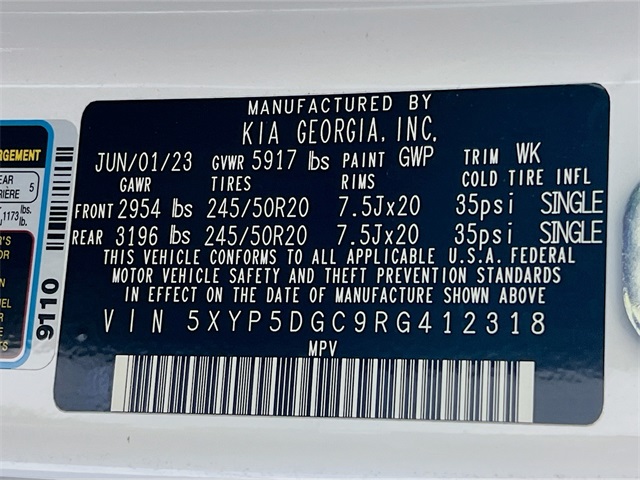 MANUFACTURED BY
KIA GEORGIA, INC.
JUN/01/23 GVWR 5917 lbs PAINT GWP TRIM WK
GAWR TIRES RIMS COLD TIRE INFL
FRONT 2954 lbs 245/50R20 7.5Jx20 35psi SINGLE
REAR 3196 lbs 245/50R20 7.5Jx20 35psi SINGLE
THIS VEHICLE CONFORMS TO ALL APPLICABLE U.S.A. FEDERAL
MOTOR VEHICLE SAFETY AND THEFT PREVENTION STANDARDS
IN EFFECT ON THE DATE OF MANUFACTURE SHOWN ABOVE
VIN 5XYP5DGC9RG412318
MPV
5
1173 lbs.
9110